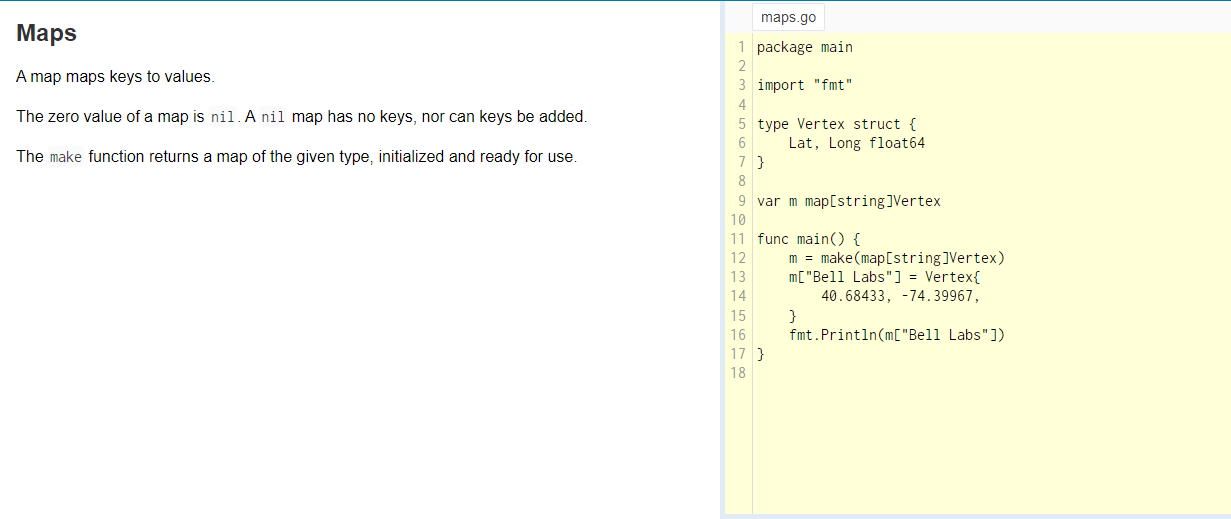 Maps
A map maps keys to values.
The zero value of a map is nil. A nil map has no keys, nor can keys be added.
The make function returns a map of the given type, initialized and ready for use.
maps.go
1 package main
2
3 import "fmt"
4
5 type Vertex struct {
6     Lat, Long float64
7 }
8
9 var m map[string]Vertex
10
11 func main() {
12     m = make(map[string]Vertex)
13     m["Bell Labs"] = Vertex{
14         40.68433, -74.39967,
15     }
16     fmt.Println(m["Bell Labs"])
17 }
18